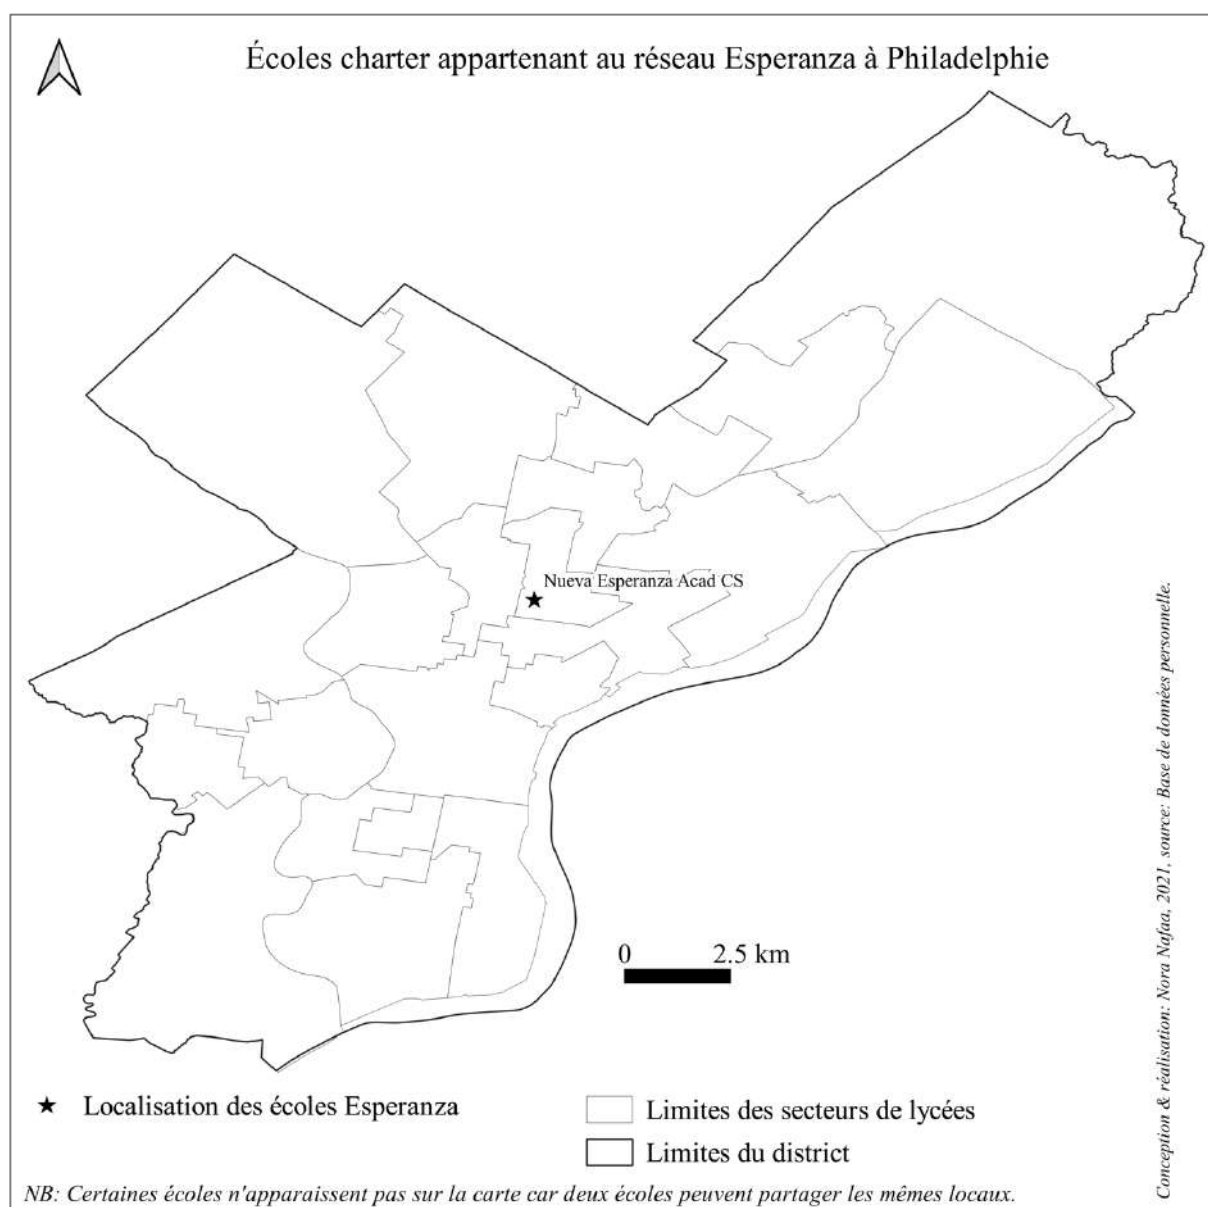 Écoles charter appartenant au réseau Esperanza à Philadelphie
Nueva Esperanza Acad CS
0 2.5 km
Localisation des écoles Esperanza
Limites des secteurs de lycées
Limites du district
NB: Certaines écoles n'apparaissent pas sur la carte car deux écoles peuvent partager les mêmes locaux.
Conception & réalisation: Nora Nafaa, 2021, source: Base de données personnelle.